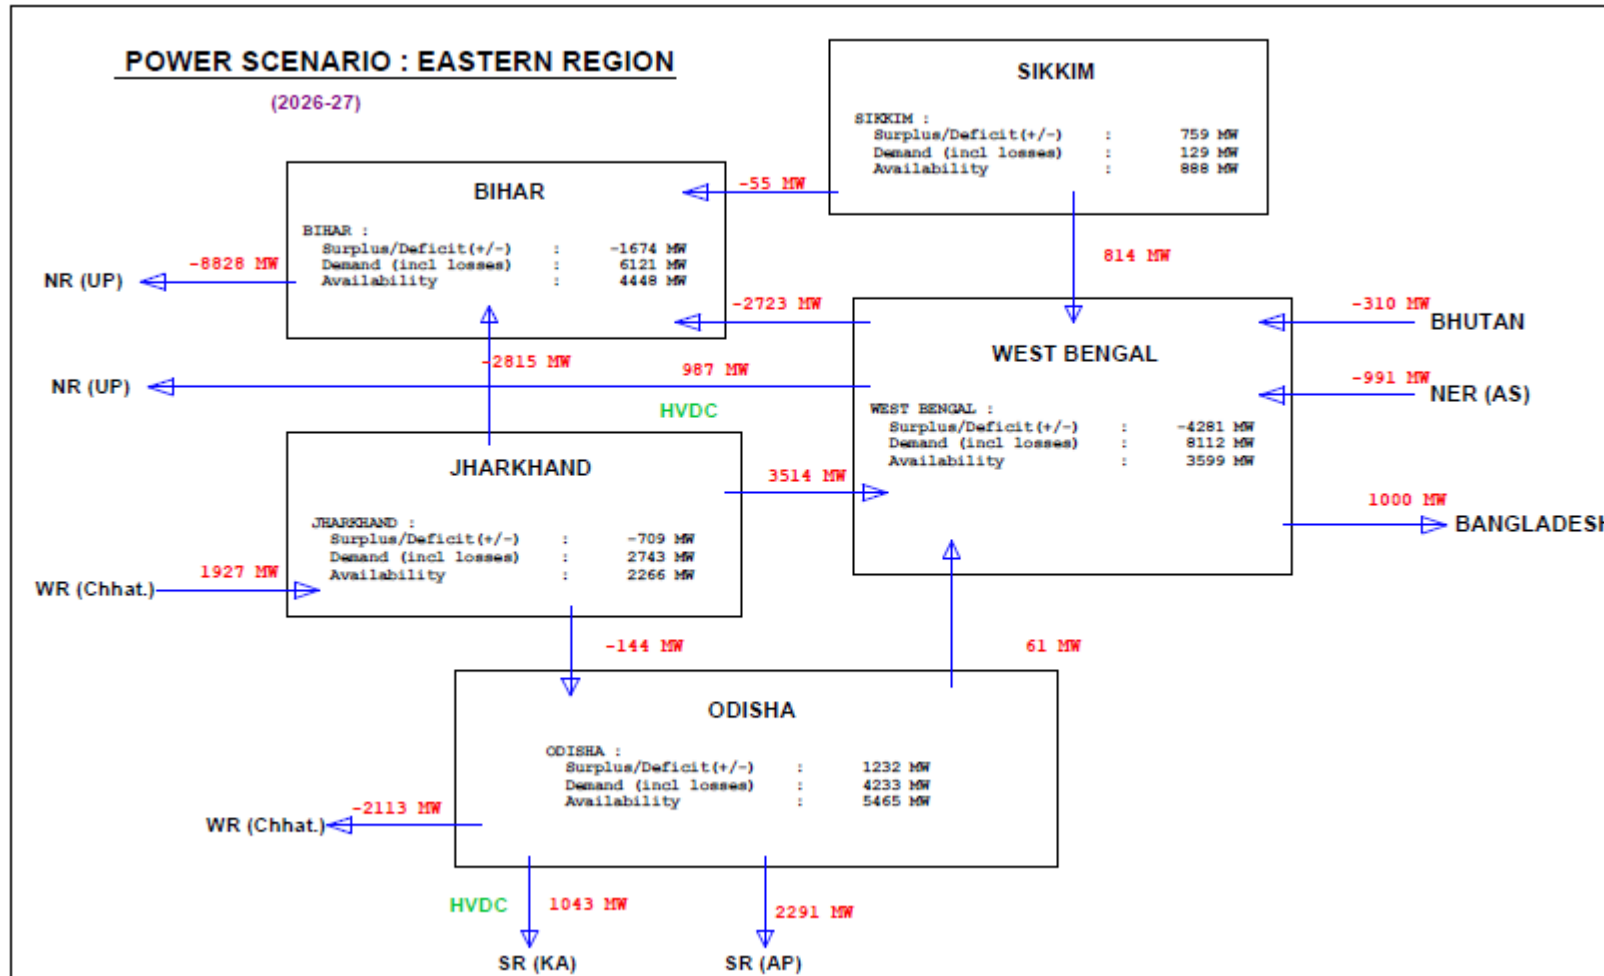 POWER SCENARIO : EASTERN REGION
(2026-27)
SIKKIM
SIKKIM :
Surplus/Deficit(+/-) : 759 MW
Demand (incl losses) : 129 MW
Availability : 888 MW
BIHAR
BIHAR :
Surplus/Deficit(+/-) : -1674 MW
Demand (incl losses) : 6121 MW
Availability : 4448 MW
-55 MW
814 MW
-8828 MW
NR (UP)
-2723 MW
-310 MW
BHUTAN
WEST BENGAL
WEST BENGAL :
Surplus/Deficit(+/-) : -4281 MW
Demand (incl losses) : 8112 MW
Availability : 3599 MW
-2815 MW
987 MW
NR (UP)
HVDC
-991 MW
NER (AS)
JHARKHAND
JHARKHAND :
Surplus/Deficit(+/-) : -709 MW
Demand (incl losses) : 2743 MW
Availability : 2266 MW
3514 MW
1000 MW
BANGLADESH
1927 MW
WR (Chhat.)
-144 MW
61 MW
ODISHA
ODISHA :
Surplus/Deficit(+/-) : 1232 MW
Demand (incl losses) : 4233 MW
Availability : 5465 MW
-2113 MW
WR (Chhat.)
HVDC
1043 MW
2291 MW
SR (KA)
SR (AP)